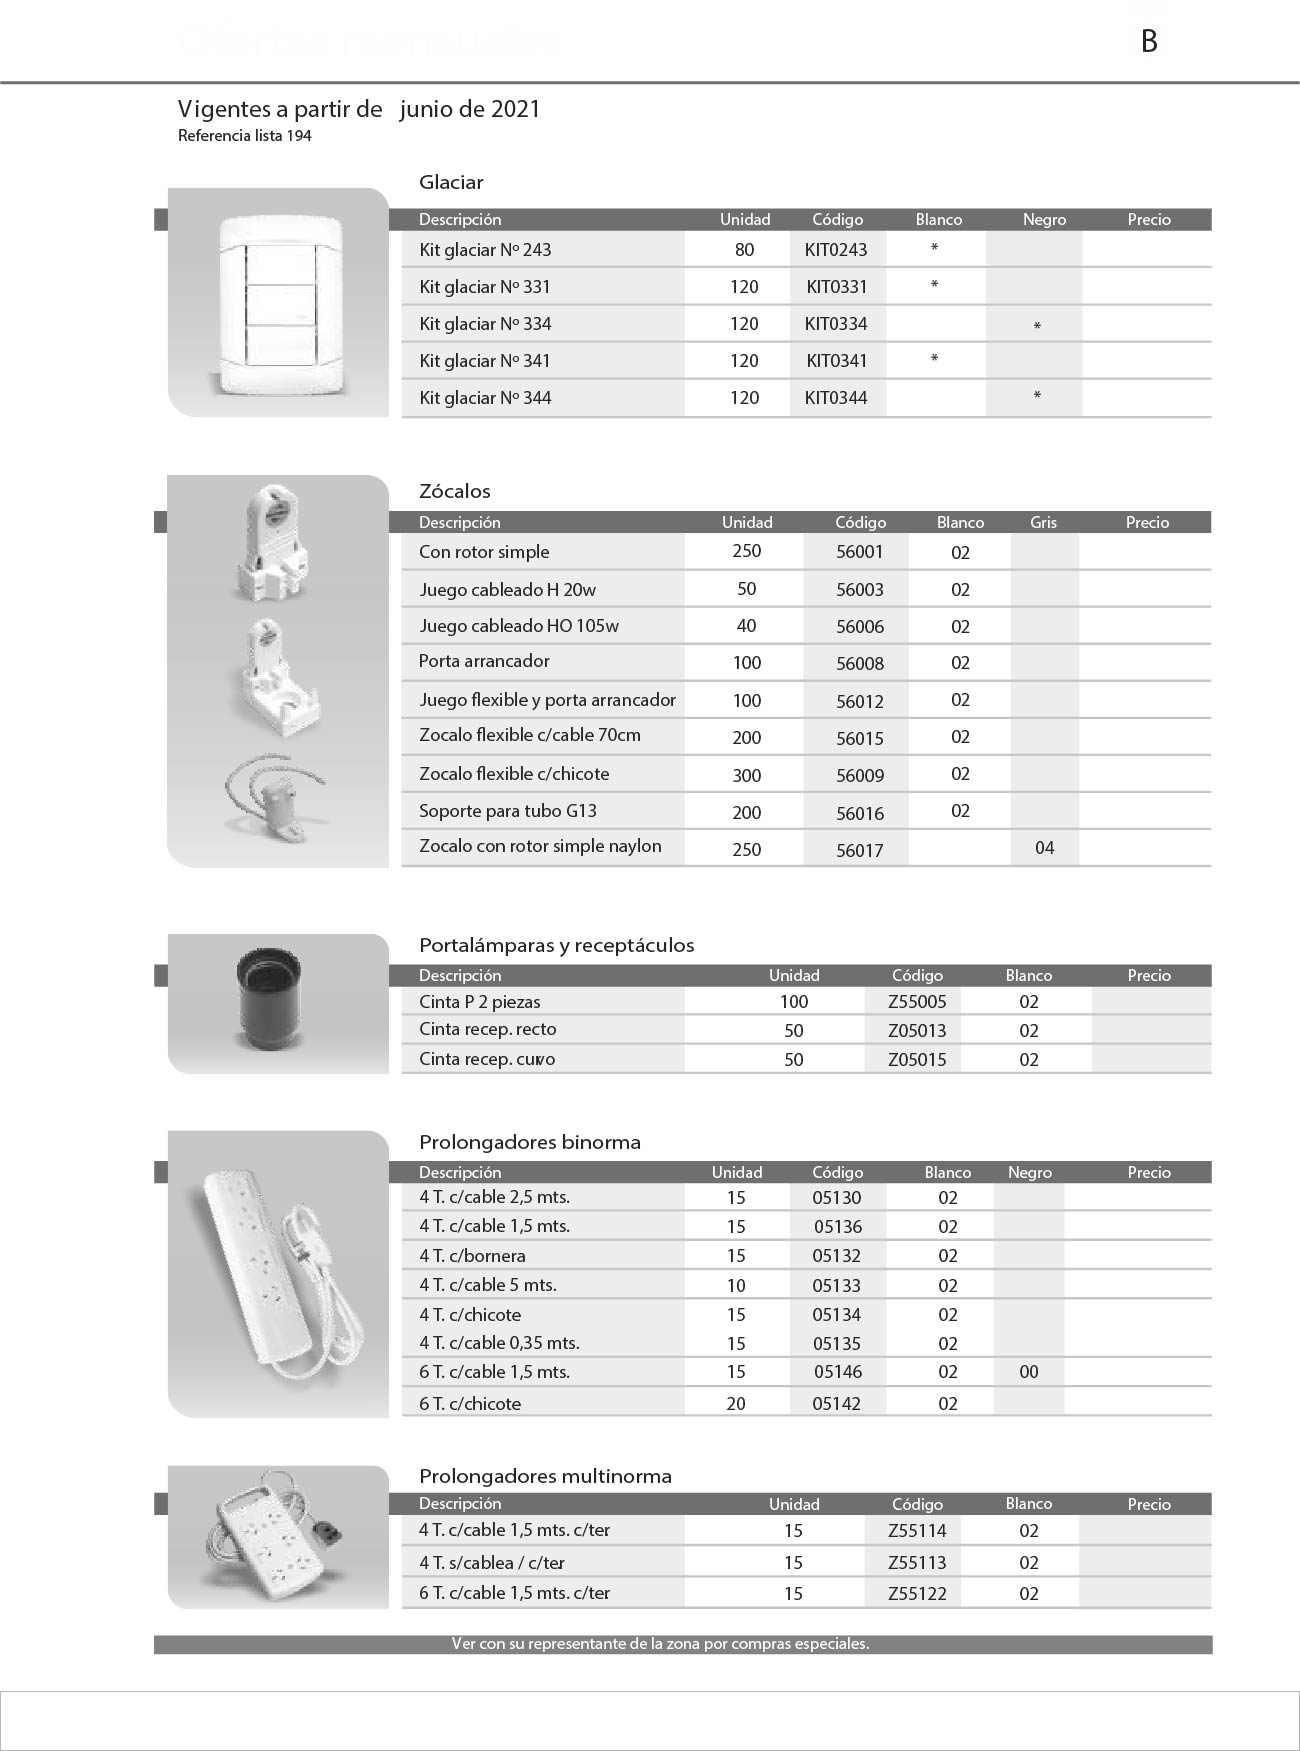 B
Vigentes a partir de junio de 2021
Referencia lista 194
Glaciar
Descripción Unidad Código Blanco Negro Precio
Kit glaciar Nº 243 80 KIT0243 *
Kit glaciar Nº 331 120 KIT0331 *
Kit glaciar Nº 334 120 KIT0334 *
Kit glaciar Nº 341 120 KIT0341 *
Kit glaciar Nº 344 120 KIT0344 *
Zócalos
Descripción Unidad Código Blanco Gris Precio
Con rotor simple 250 56001 02
Juego cableado H 20w 50 56003 02
Juego cableado HO 105w 40 56006 02
Porta arrancador 100 56008 02
Juego flexible y porta arrancador 100 56012 02
Zocalo flexible c/cable 70cm 200 56015 02
Zocalo flexible c/chicote 300 56009 02
Soporte para tubo G13 200 56016 02
Zocalo con rotor simple naylon 250 56017 04
Portalámparas y receptáculos
Descripción Unidad Código Blanco Precio
Cinta P 2 piezas 100 Z55005 02
Cinta recep. recto 50 Z05013 02
Cinta recep. curvo 50 Z05015 02
Prolongadores binorma
Descripción Unidad Código Blanco Negro Precio
4 T. c/cable 2,5 mts. 15 05130 02
4 T. c/cable 1,5 mts. 15 05136 02
4 T. c/bornera 15 05132 02
4 T. c/cable 5 mts. 10 05133 02
4 T. c/chicote 15 05134 02
4 T. c/cable 0,35 mts. 15 05135 02
6 T. c/cable 1,5 mts. 15 05146 02 00
6 T. c/chicote 20 05142 02
Prolongadores multinorma
Descripción Unidad Código Blanco Precio
4 T. c/cable 1,5 mts. c/ter. 15 Z55114 02
4 T. s/cablea / c/ter. 15 Z55113 02
6 T. c/cable 1,5 mts. c/ter. 15 Z55122 02
Ver con su representante de la zona por compras especiales.